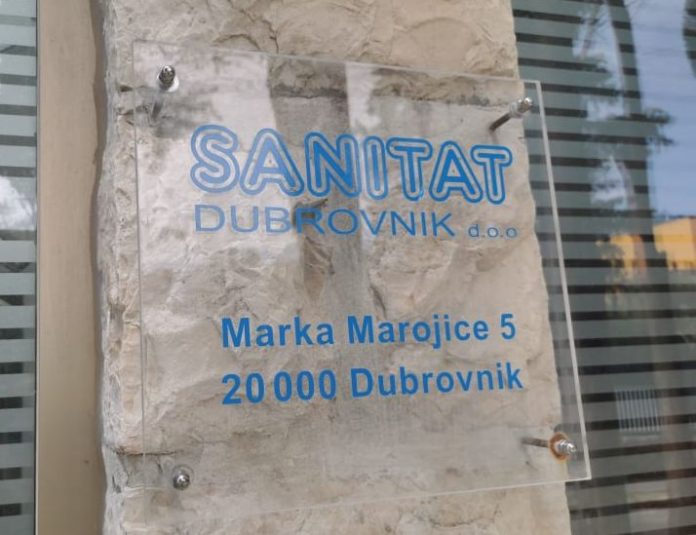 SANITAT
DUBROVNIK d.o.o
Marka Marojice 5
20 000 Dubrovnik